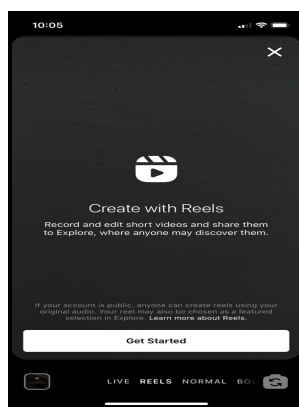 10:05
Create with Reels
Record and edit short videos and share them
to Explore, where anyone may discover them.
If your account is public, anyone can create reels using your
original audio. Your reel may also be chosen as a featured
selection in Explore. Learn more about Reels.
Get Started
LIVE REELS NORMAL BO